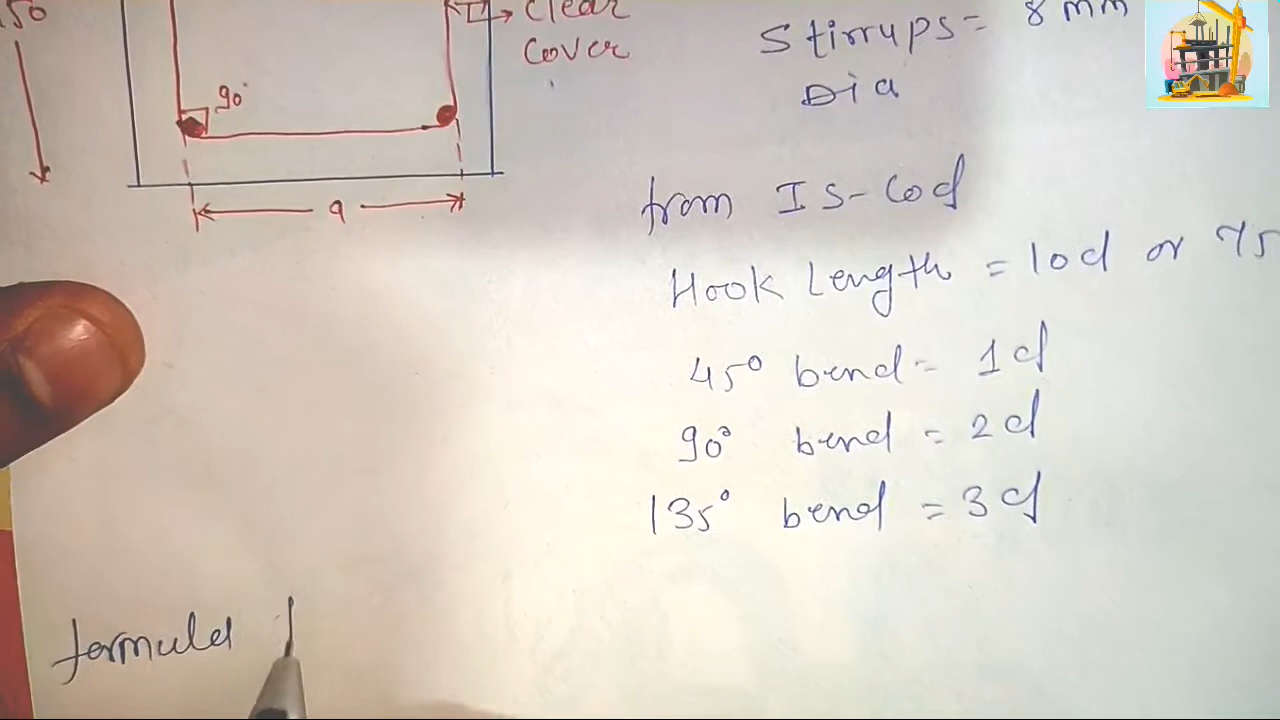 150
clear
cover
Stirrups = 8 mm
Dia
90°
a
from IS-Cod
Hook Length = 10d or 75
45° bend = 1d
90° bend = 2d
135° bend = 3d
formula